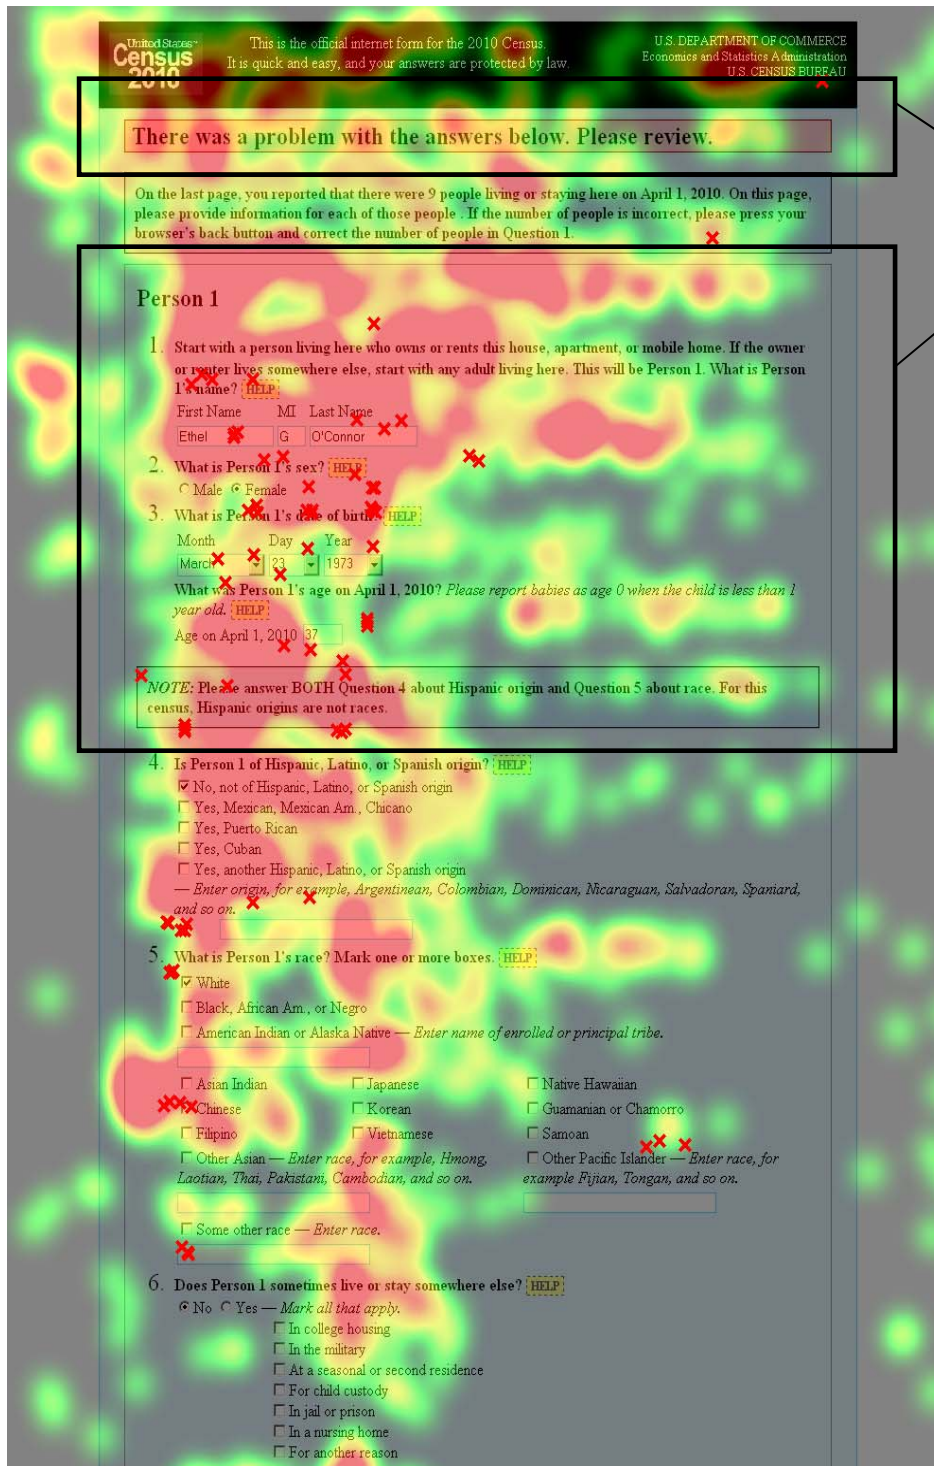 United States™
Census
2010
This is the official internet form for the 2010 Census.
It is quick and easy, and your answers are protected by law.
U.S. DEPARTMENT OF COMMERCE
Economics and Statistics Administration
U.S. CENSUS BUREAU
There was a problem with the answers below. Please review.
On the last page, you reported that there were 9 people living or staying here on April 1, 2010. On this page,
please provide information for each of those people . If the number of people is incorrect, please press your
browser's back button and correct the number of people in Question 1.
Person 1
1. Start with a person living here who owns or rents this house, apartment, or mobile home. If the owner
or renter lives somewhere else, start with any adult living here. This will be Person 1. What is Person
1's name? HELP
First Name MI Last Name
Ethel G O'Connor
2. What is Person 1's sex? HELP
Male Female
3. What is Person 1's date of birth? HELP
Month Day Year
March 23 1973
What was Person 1's age on April 1, 2010? Please report babies as age 0 when the child is less than 1
year old. HELP
Age on April 1, 2010 37
NOTE: Please answer BOTH Question 4 about Hispanic origin and Question 5 about race. For this
census, Hispanic origins are not races.
4. Is Person 1 of Hispanic, Latino, or Spanish origin? HELP
No, not of Hispanic, Latino, or Spanish origin
Yes, Mexican, Mexican Am., Chicano
Yes, Puerto Rican
Yes, Cuban
Yes, another Hispanic, Latino, or Spanish origin
— Enter origin, for example, Argentinean, Colombian, Dominican, Nicaraguan, Salvadoran, Spaniard,
and so on.
5. What is Person 1's race? Mark one or more boxes. HELP
White
Black, African Am., or Negro
American Indian or Alaska Native — Enter name of enrolled or principal tribe.
Asian Indian Japanese Native Hawaiian
Chinese Korean Guamanian or Chamorro
Filipino Vietnamese Samoan
Other Asian — Enter race, for example, Hmong, Other Pacific Islander — Enter race, for
Laotian, Thai, Pakistani, Cambodian, and so on. example Fijian, Tongan, and so on.
Some other race — Enter race.
6. Does Person 1 sometimes live or stay somewhere else? HELP
No Yes — Mark all that apply.
In college housing
In the military
At a seasonal or second residence
For child custody
In jail or prison
In a nursing home
For another reason